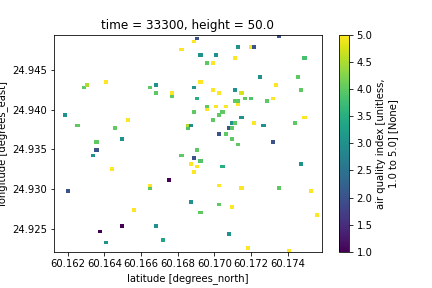 time = 33300, height = 50.0
24.945
24.940
24.935
24.930
24.925
longitude [degrees_east]
60.162 60.164 60.166 60.168 60.170 60.172 60.174
latitude [degrees_north]
5.0
4.5
4.0
3.5
3.0
2.5
2.0
1.5
1.0
air quality index [unitless,
1.0 to 5.0] [None]